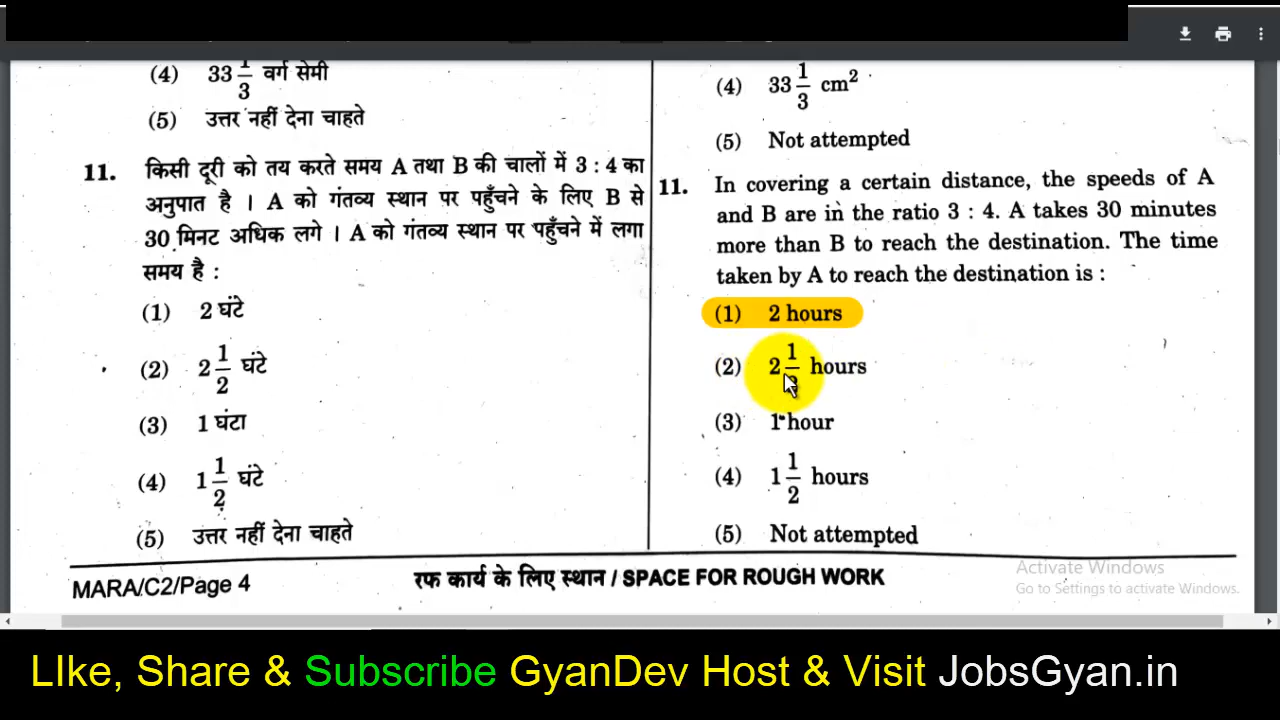 (4) 33 1/3 वर्ग सेमी
(5) उत्तर नहीं देना चाहते
11. किसी दूरी को तय करते समय A तथा B की चालों में 3 : 4 का
अनुपात है । A को गंतव्य स्थान पर पहुँचने के लिए B से
30 मिनट अधिक लगे । A को गंतव्य स्थान पर पहुँचने में लगा
समय है :
(1) 2 घंटे
(2) 2 1/2 घंटे
(3) 1 घंटा
(4) 1 1/2 घंटे
(5) उत्तर नहीं देना चाहते
(4) 33 1/3 cm²
(5) Not attempted
11. In covering a certain distance, the speeds of A
and B are in the ratio 3 : 4. A takes 30 minutes
more than B to reach the destination. The time
taken by A to reach the destination is :
(1) 2 hours
(2) 2 1/2 hours
(3) 1 hour
(4) 1 1/2 hours
(5) Not attempted
MARA/C2/Page 4
रफ कार्य के लिए स्थान / SPACE FOR ROUGH WORK
Activate Windows
Go to Settings to activate Windows.
LIke, Share & Subscribe GyanDev Host & Visit JobsGyan.in